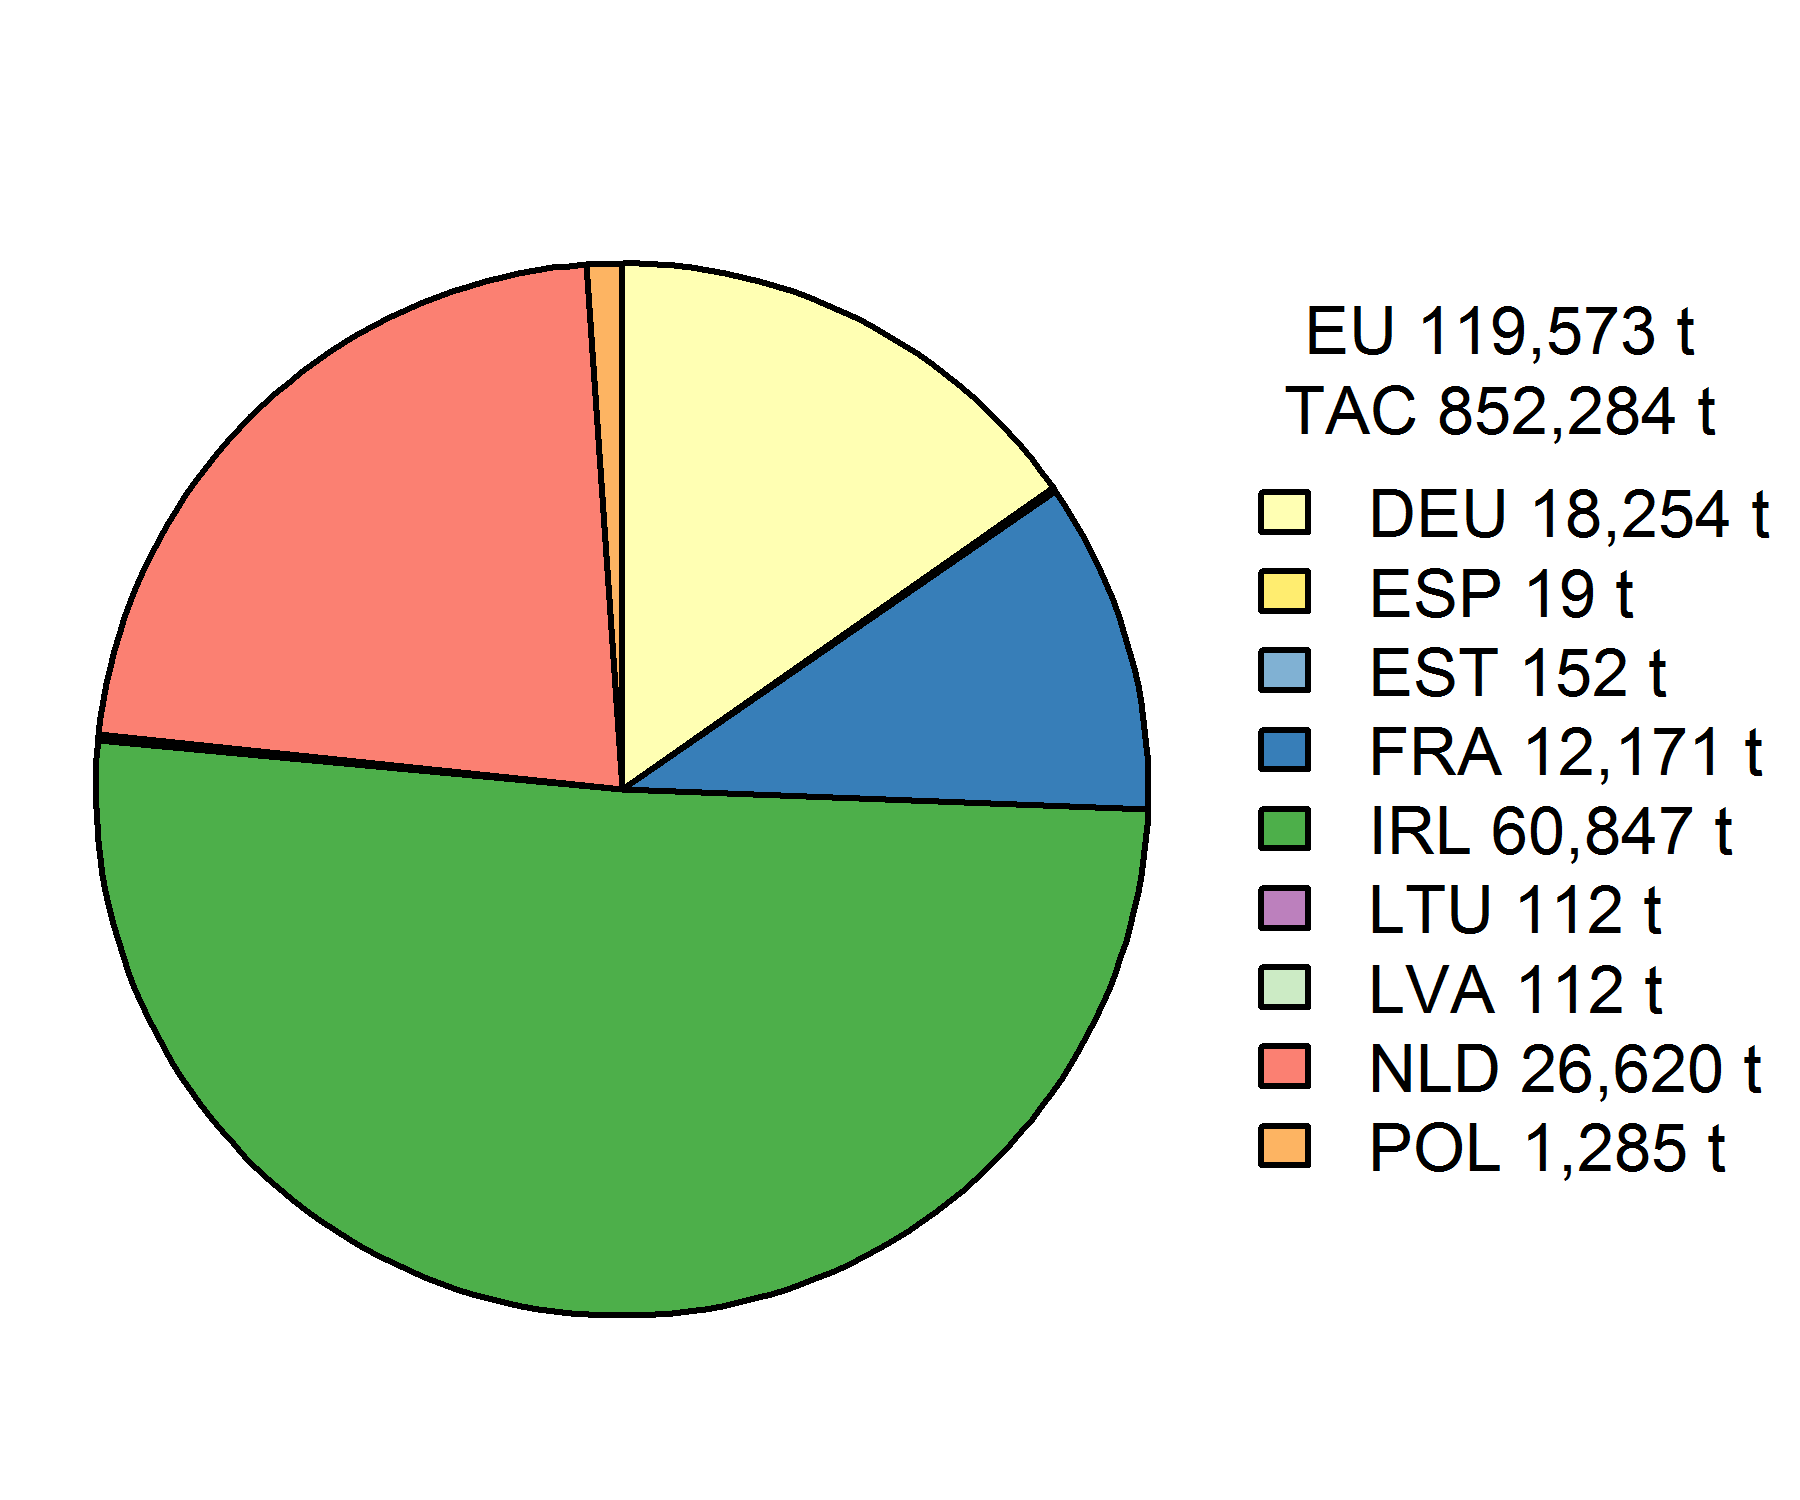 EU 119,573 t
TAC 852,284 t
DEU 18,254 t
ESP 19 t
EST 152 t
FRA 12,171 t
IRL 60,847 t
LTU 112 t
LVA 112 t
NLD 26,620 t
POL 1,285 t